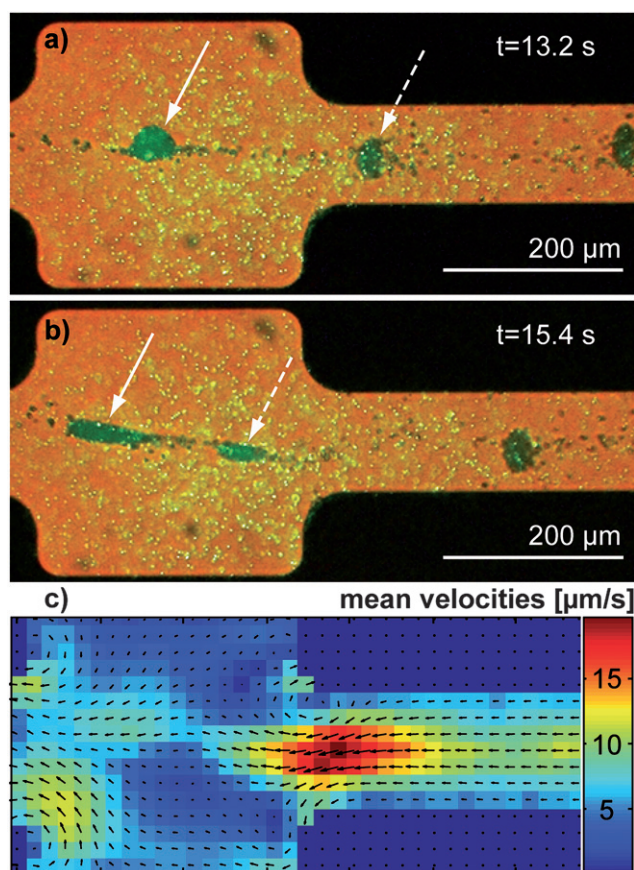 a)
t=13.2 s
200 µm
b)
t=15.4 s
200 µm
c)
mean velocities [µm/s]
15
10
5